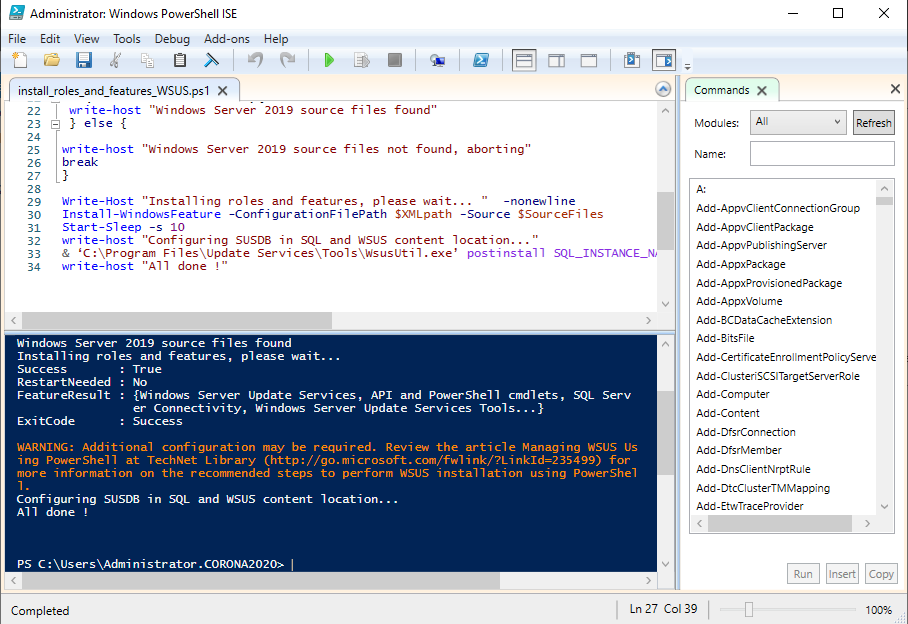 Administrator: Windows PowerShell ISE
File Edit View Tools Debug Add-ons Help
install_roles_and_features_WSUS.ps1
22 write-host "Windows Server 2019 source files found"
23 } else {
24
25 write-host "Windows Server 2019 source files not found, aborting"
26 break
27 }
28
29 Write-Host "Installing roles and features, please wait... " -nonewline
30 Install-WindowsFeature -ConfigurationFilePath $XMLpath -Source $SourceFiles
31 Start-Sleep -s 10
32 write-host "Configuring SUSDB in SQL and WSUS content location..."
33 & ‘C:\Program Files\Update Services\Tools\WsusUtil.exe’ postinstall SQL_INSTANCE_NA
34 write-host "All done !"
Windows Server 2019 source files found
Installing roles and features, please wait...
Success : True
RestartNeeded : No
FeatureResult : {Windows Server Update Services, API and PowerShell cmdlets, SQL Serv
er Connectivity, Windows Server Update Services Tools...}
ExitCode : Success
WARNING: Additional configuration may be required. Review the article Managing WSUS Us
ing PowerShell at TechNet Library (http://go.microsoft.com/fwlink/?LinkId=235499) for
more information on the recommended steps to perform WSUS installation using PowerShel
l.
Configuring SUSDB in SQL and WSUS content location...
All done !
PS C:\Users\Administrator.CORONA2020>
Commands
Modules: All Refresh
Name:
A:
Add-AppvClientConnectionGroup
Add-AppvClientPackage
Add-AppvPublishingServer
Add-AppxPackage
Add-AppxProvisionedPackage
Add-AppxVolume
Add-BCDataCacheExtension
Add-BitsFile
Add-CertificateEnrollmentPolicyServe
Add-ClusteriSCSITargetServerRole
Add-Computer
Add-Content
Add-DfsrConnection
Add-DfsrMember
Add-DnsClientNrptRule
Add-DtcClusterTMMapping
Add-EtwTraceProvider
Run Insert Copy
Completed
Ln 27 Col 39
100%